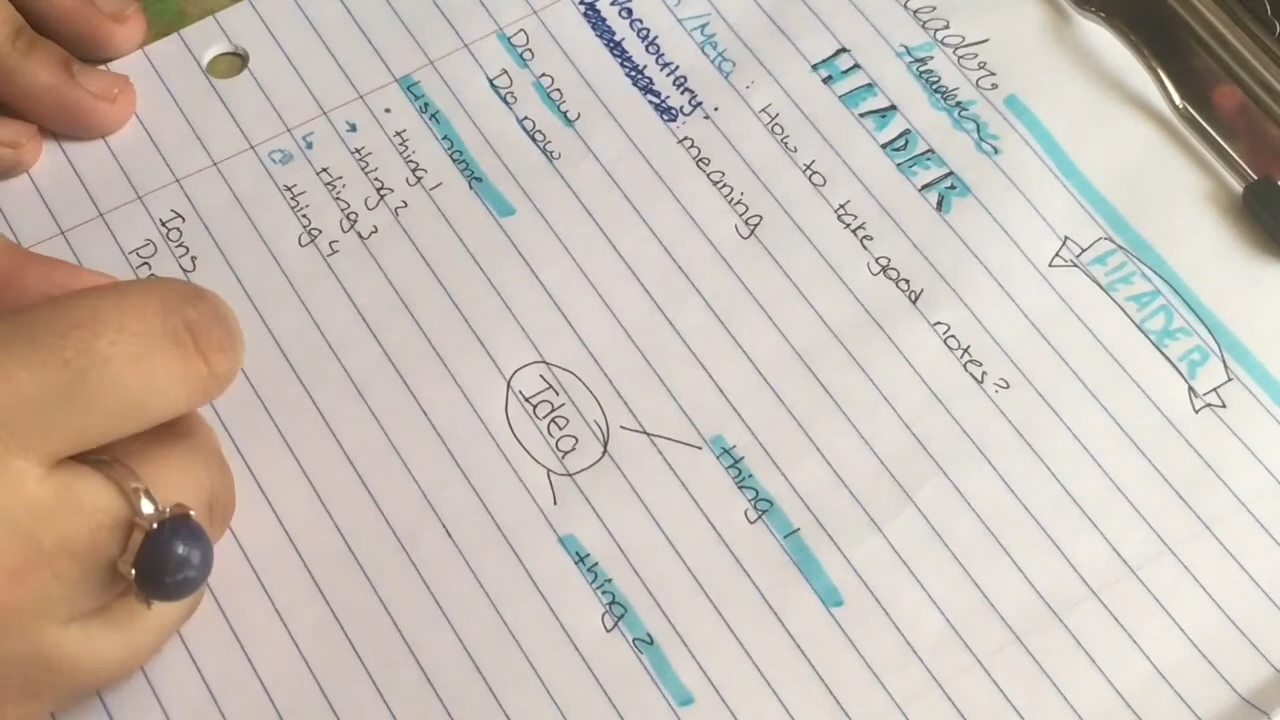 Header
HEADER
HEADER
/Meta: How to take good notes?
Vocabulary:
: meaning
Do now
Do now
List name
• thing 1
→ thing 2
↳ thing 3
thing 4
Idea
thing 1
thing 2
Ions